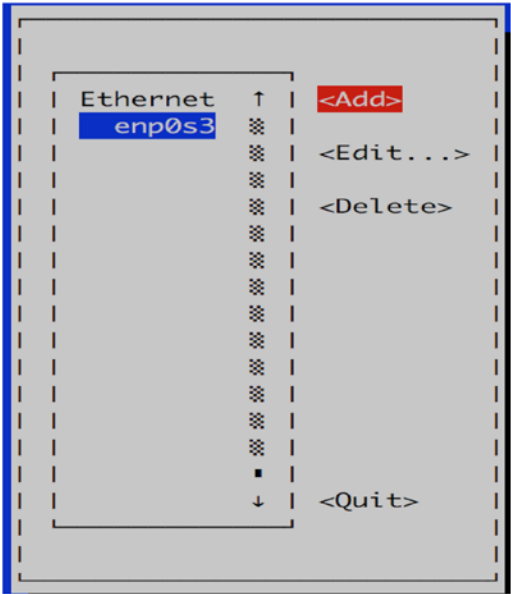 Ethernet ↑ <Add>
enp0s3
<Edit...>
<Delete>
↓ <Quit>